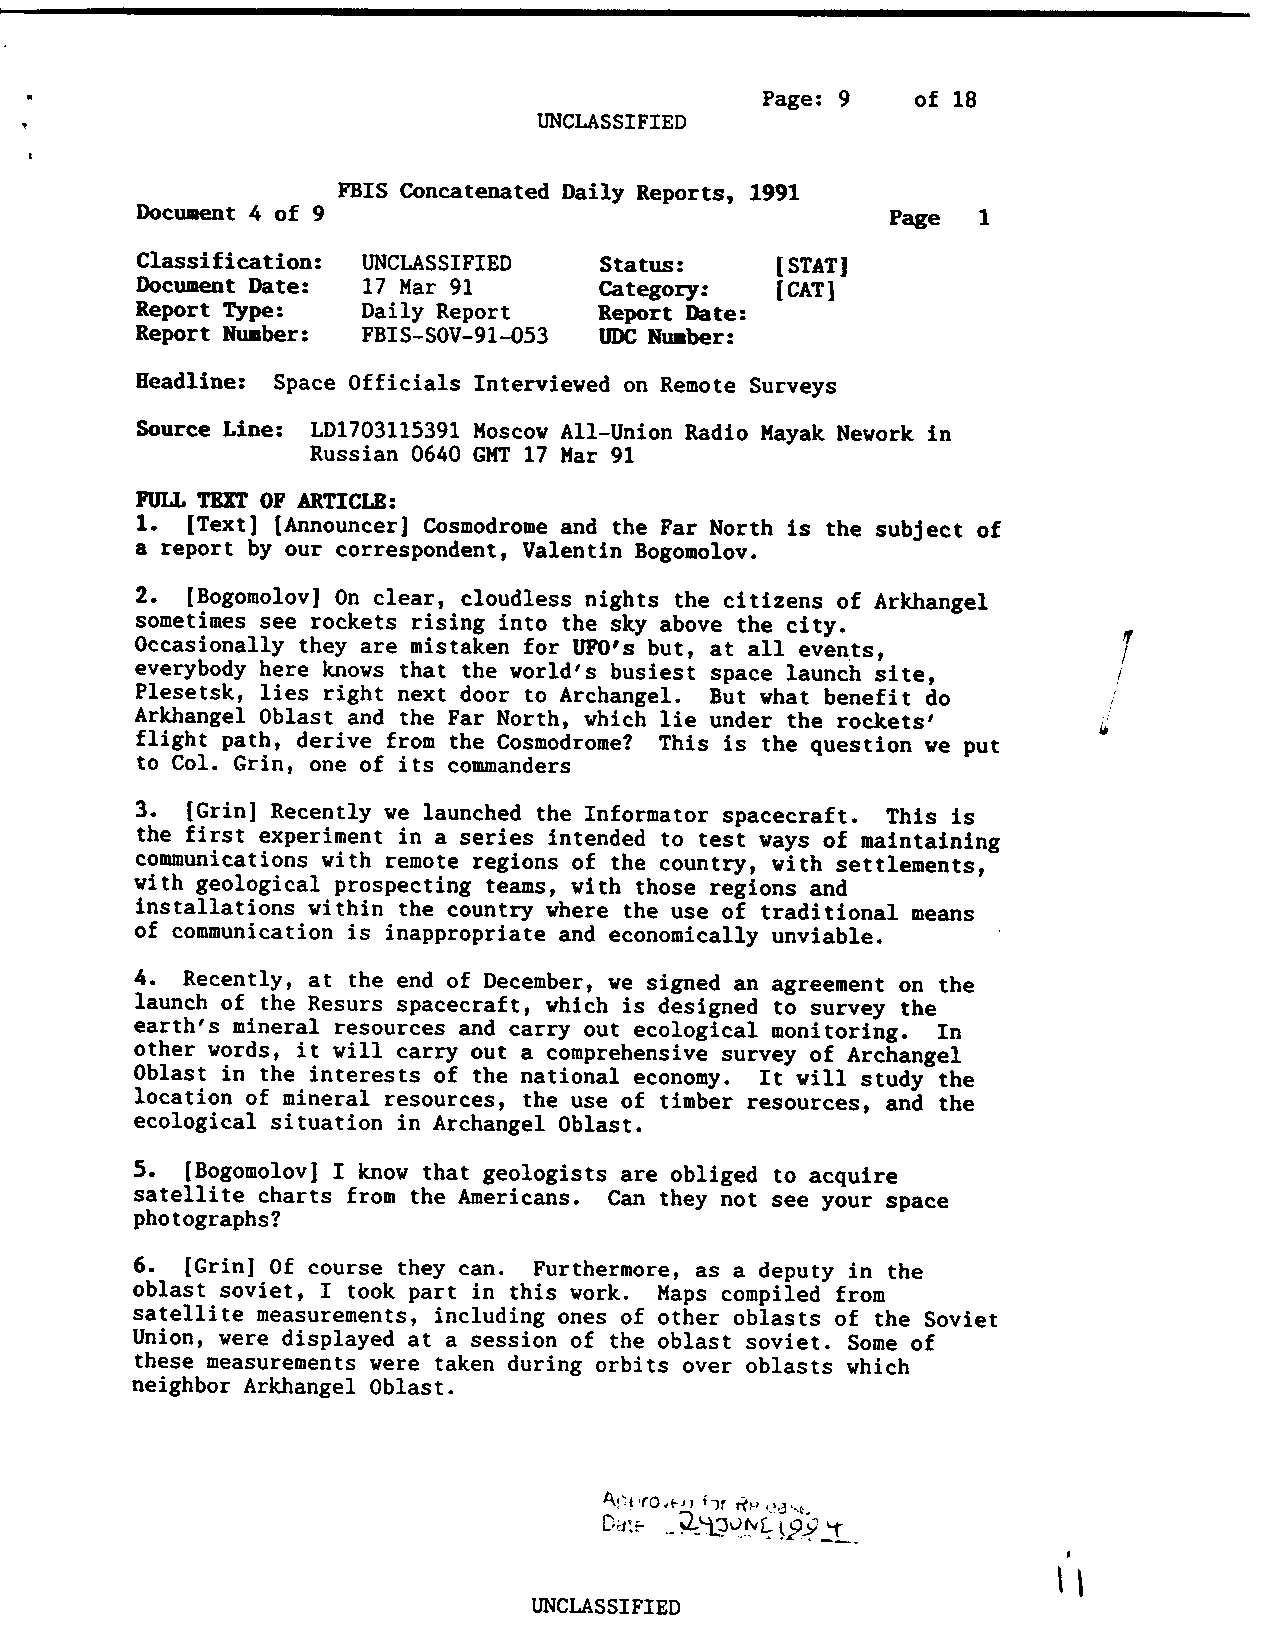 Page: 9 of 18
UNCLASSIFIED
FBIS Concatenated Daily Reports, 1991
Document 4 of 9 Page 1
Classification: UNCLASSIFIED Status: [STAT]
Document Date: 17 Mar 91 Category: [CAT]
Report Type: Daily Report Report Date:
Report Number: FBIS-SOV-91-053 UDC Number:
Headline: Space Officials Interviewed on Remote Surveys
Source Line: LD1703115391 Moscow All-Union Radio Mayak Nework in
Russian 0640 GMT 17 Mar 91
FULL TEXT OF ARTICLE:
1. [Text] [Announcer] Cosmodrome and the Far North is the subject of
a report by our correspondent, Valentin Bogomolov.
2. [Bogomolov] On clear, cloudless nights the citizens of Arkhangel
sometimes see rockets rising into the sky above the city.
Occasionally they are mistaken for UFO's but, at all events,
everybody here knows that the world's busiest space launch site,
Plesetsk, lies right next door to Archangel. But what benefit do
Arkhangel Oblast and the Far North, which lie under the rockets'
flight path, derive from the Cosmodrome? This is the question we put
to Col. Grin, one of its commanders
3. [Grin] Recently we launched the Informator spacecraft. This is
the first experiment in a series intended to test ways of maintaining
communications with remote regions of the country, with settlements,
with geological prospecting teams, with those regions and
installations within the country where the use of traditional means
of communication is inappropriate and economically unviable.
4. Recently, at the end of December, we signed an agreement on the
launch of the Resurs spacecraft, which is designed to survey the
earth's mineral resources and carry out ecological monitoring. In
other words, it will carry out a comprehensive survey of Archangel
Oblast in the interests of the national economy. It will study the
location of mineral resources, the use of timber resources, and the
ecological situation in Archangel Oblast.
5. [Bogomolov] I know that geologists are obliged to acquire
satellite charts from the Americans. Can they not see your space
photographs?
6. [Grin] Of course they can. Furthermore, as a deputy in the
oblast soviet, I took part in this work. Maps compiled from
satellite measurements, including ones of other oblasts of the Soviet
Union, were displayed at a session of the oblast soviet. Some of
these measurements were taken during orbits over oblasts which
neighbor Arkhangel Oblast.
Approved for Release
Date 24 JUNE 1994
11
UNCLASSIFIED